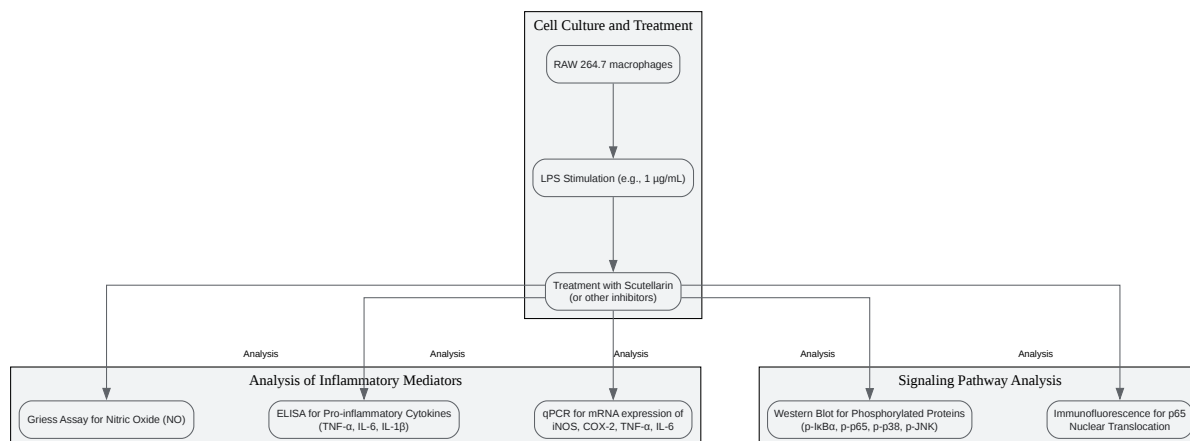 Cell Culture and Treatment
RAW 264.7 macrophages
LPS Stimulation (e.g., 1 µg/mL)
Treatment with Scutellarin
(or other inhibitors)
Analysis
Analysis
Analysis
Analysis
Analysis
Analysis of Inflammatory Mediators
Griess Assay for Nitric Oxide (NO)
ELISA for Pro-inflammatory Cytokines
(TNF-α, IL-6, IL-1β)
qPCR for mRNA expression of
iNOS, COX-2, TNF-α, IL-6
Signaling Pathway Analysis
Western Blot for Phosphorylated Proteins
(p-IκBα, p-p65, p-p38, p-JNK)
Immunofluorescence for p65
Nuclear Translocation